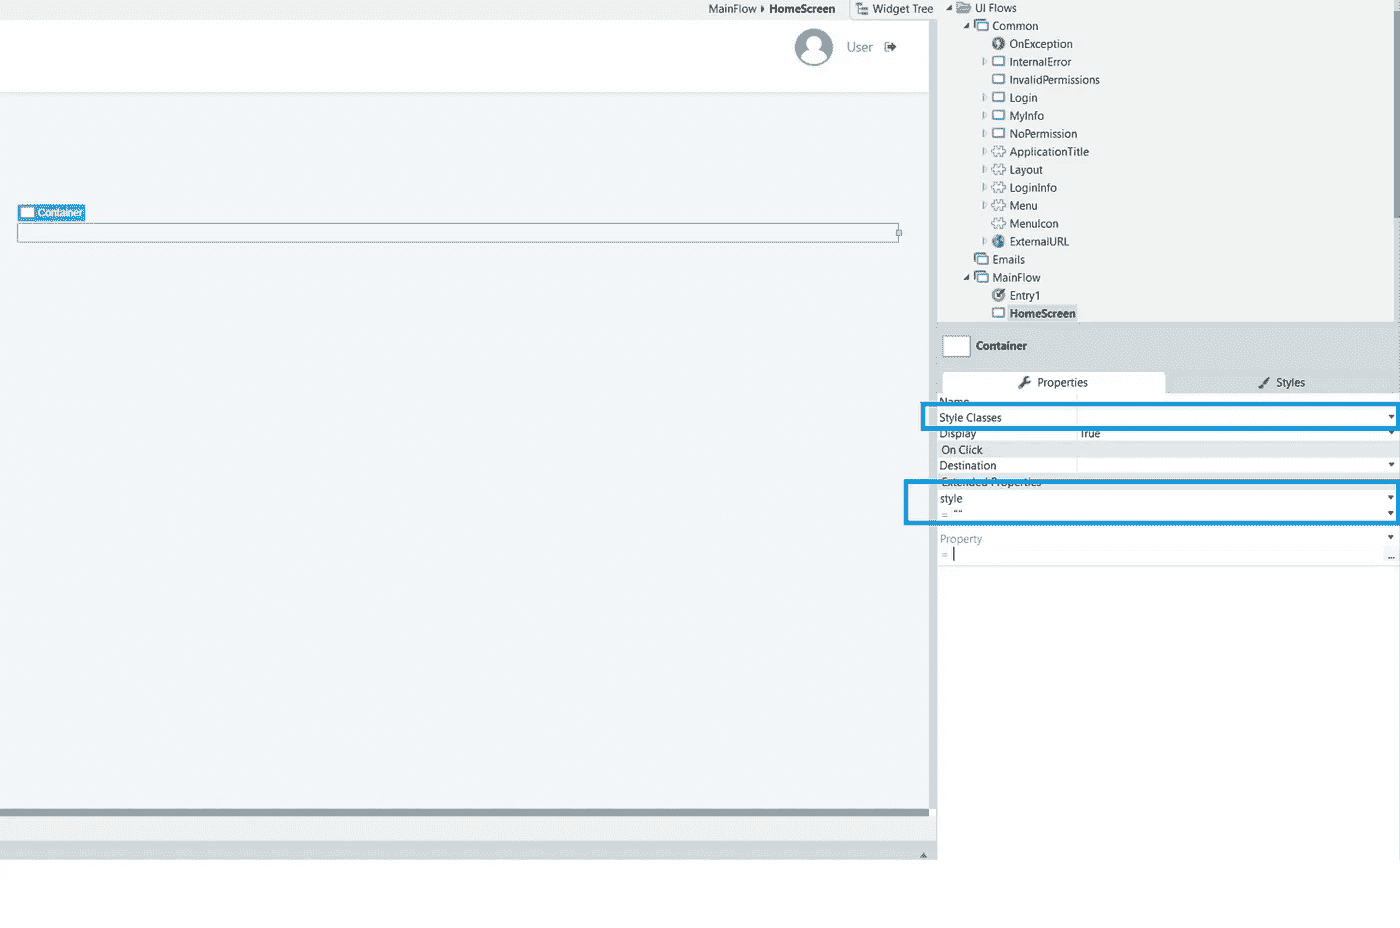 MainFlow HomeScreen
Widget Tree
User
Container
UI Flows
Common
OnException
InternalError
InvalidPermissions
Login
MyInfo
NoPermission
ApplicationTitle
Layout
LoginInfo
Menu
MenuIcon
ExternalURL
Emails
MainFlow
Entry1
HomeScreen
Container
Properties
Styles
Name
Style Classes
Display True
On Click
Destination
Extended Properties
style
= ""
Property
=
...